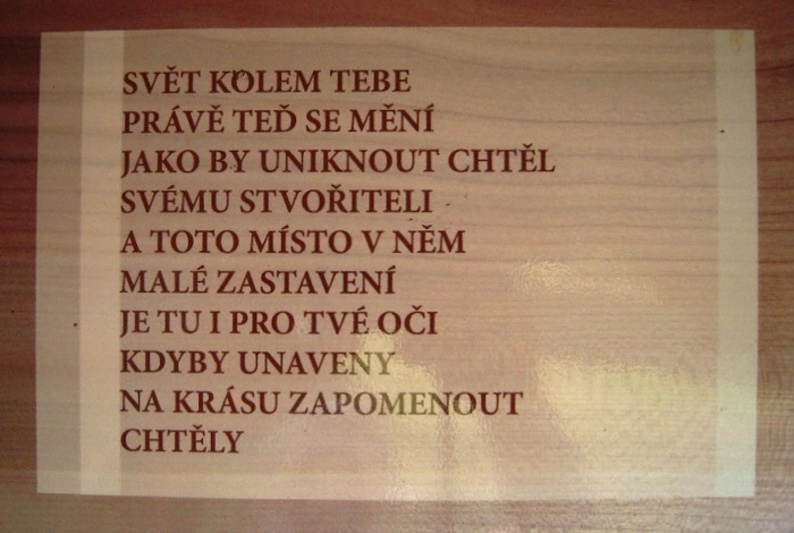 SVĚT KOLEM TEBE
PRÁVĚ TEĎ SE MĚNÍ
JAKO BY UNIKNOUT CHTĚL
SVÉMU STVOŘITELI
A TOTO MÍSTO V NĚM
MALÉ ZASTAVENÍ
JE TU I PRO TVÉ OČI
KDYBY UNAVENY
NA KRÁSU ZAPOMENOUT
CHTĚLY